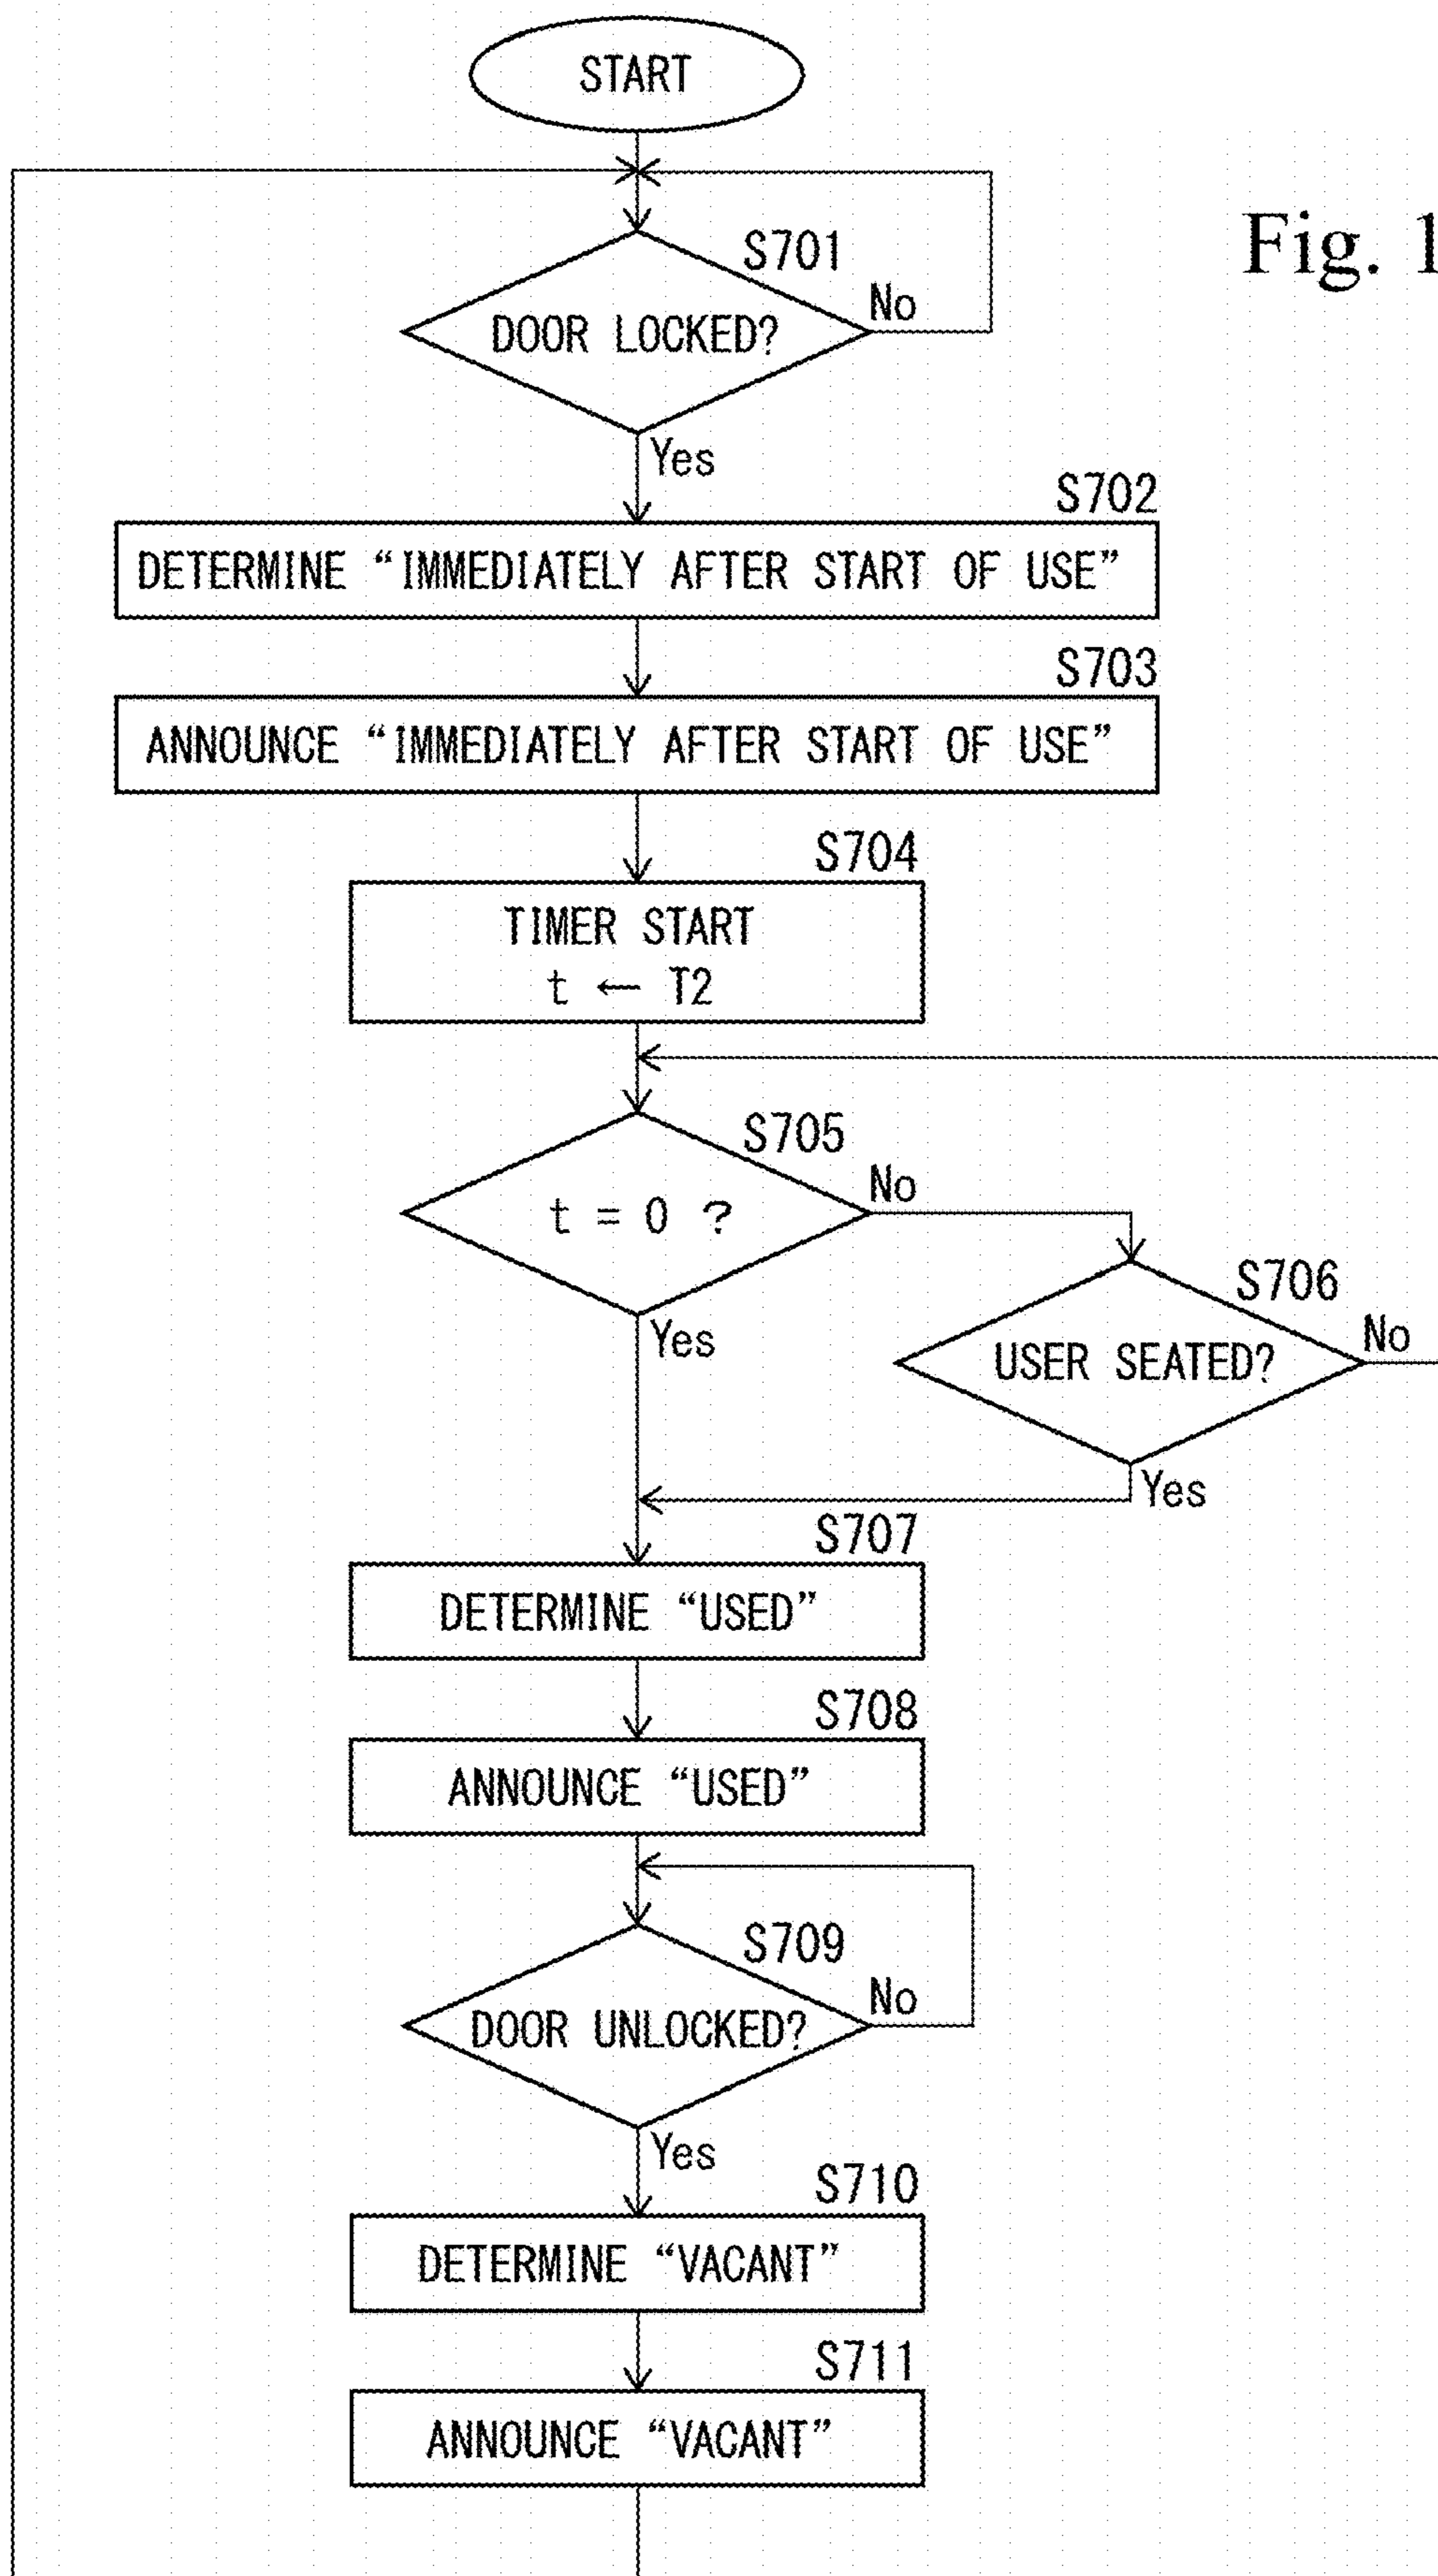 START
Fig. 1
S701
No
DOOR LOCKED?
Yes
S702
DETERMINE “IMMEDIATELY AFTER START OF USE”
S703
ANNOUNCE “IMMEDIATELY AFTER START OF USE”
S704
TIMER START
t ← T2
S705
No
t = 0 ?
S706
Yes
No
USER SEATED?
Yes
S707
DETERMINE “USED”
S708
ANNOUNCE “USED”
S709
No
DOOR UNLOCKED?
Yes
S710
DETERMINE “VACANT”
S711
ANNOUNCE “VACANT”